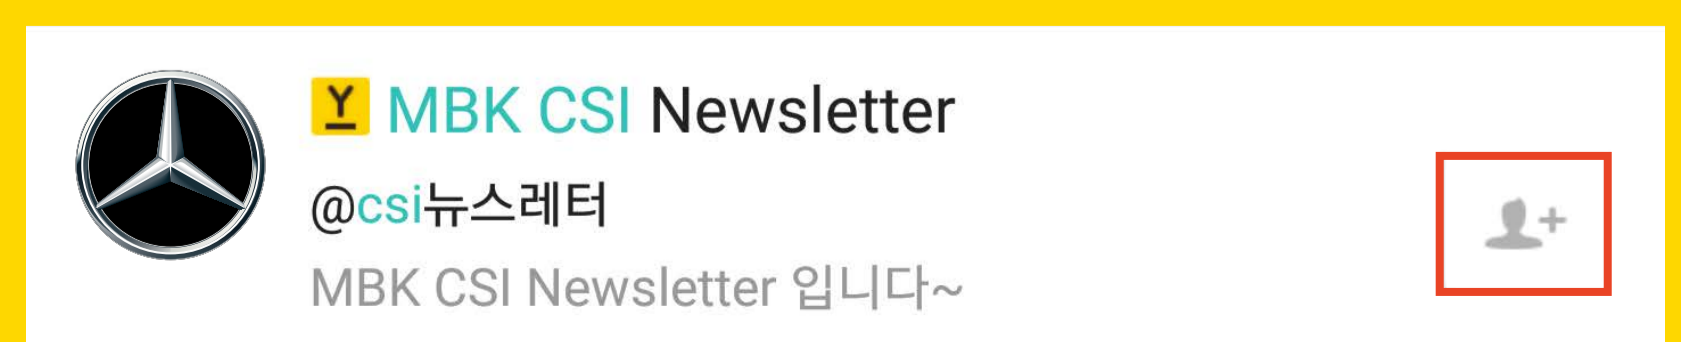 Y MBK CSI Newsletter
@csi뉴스레터
MBK CSI Newsletter 입니다~